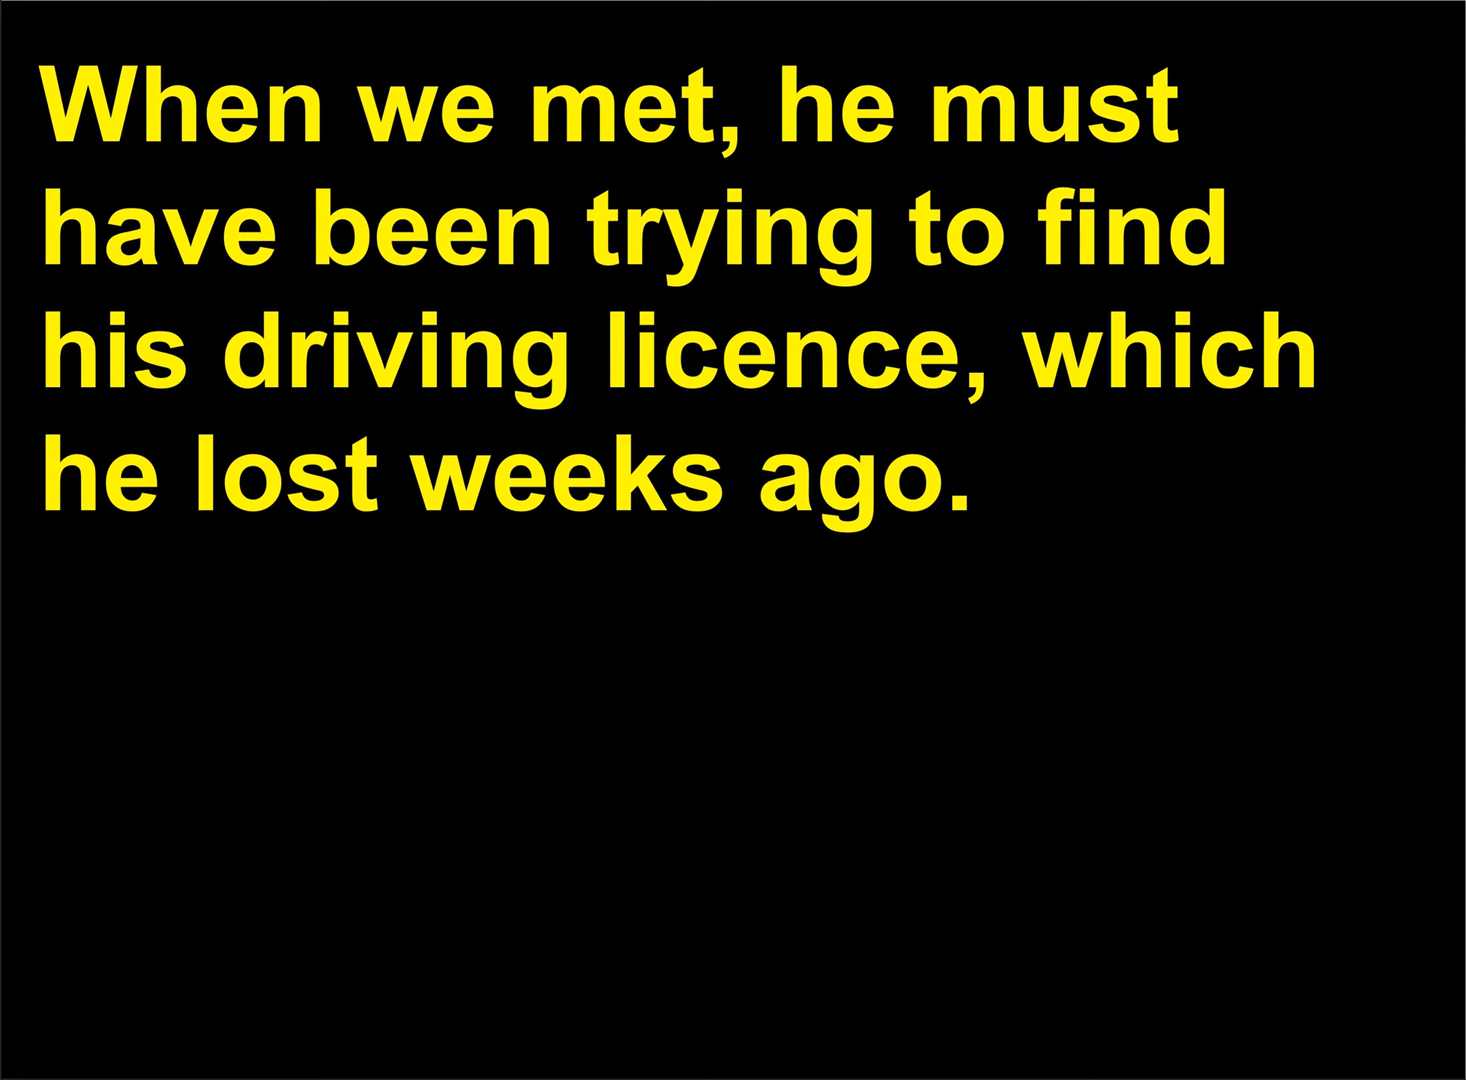 When we met, he must
have been trying to find
his driving licence, which
he lost weeks ago.